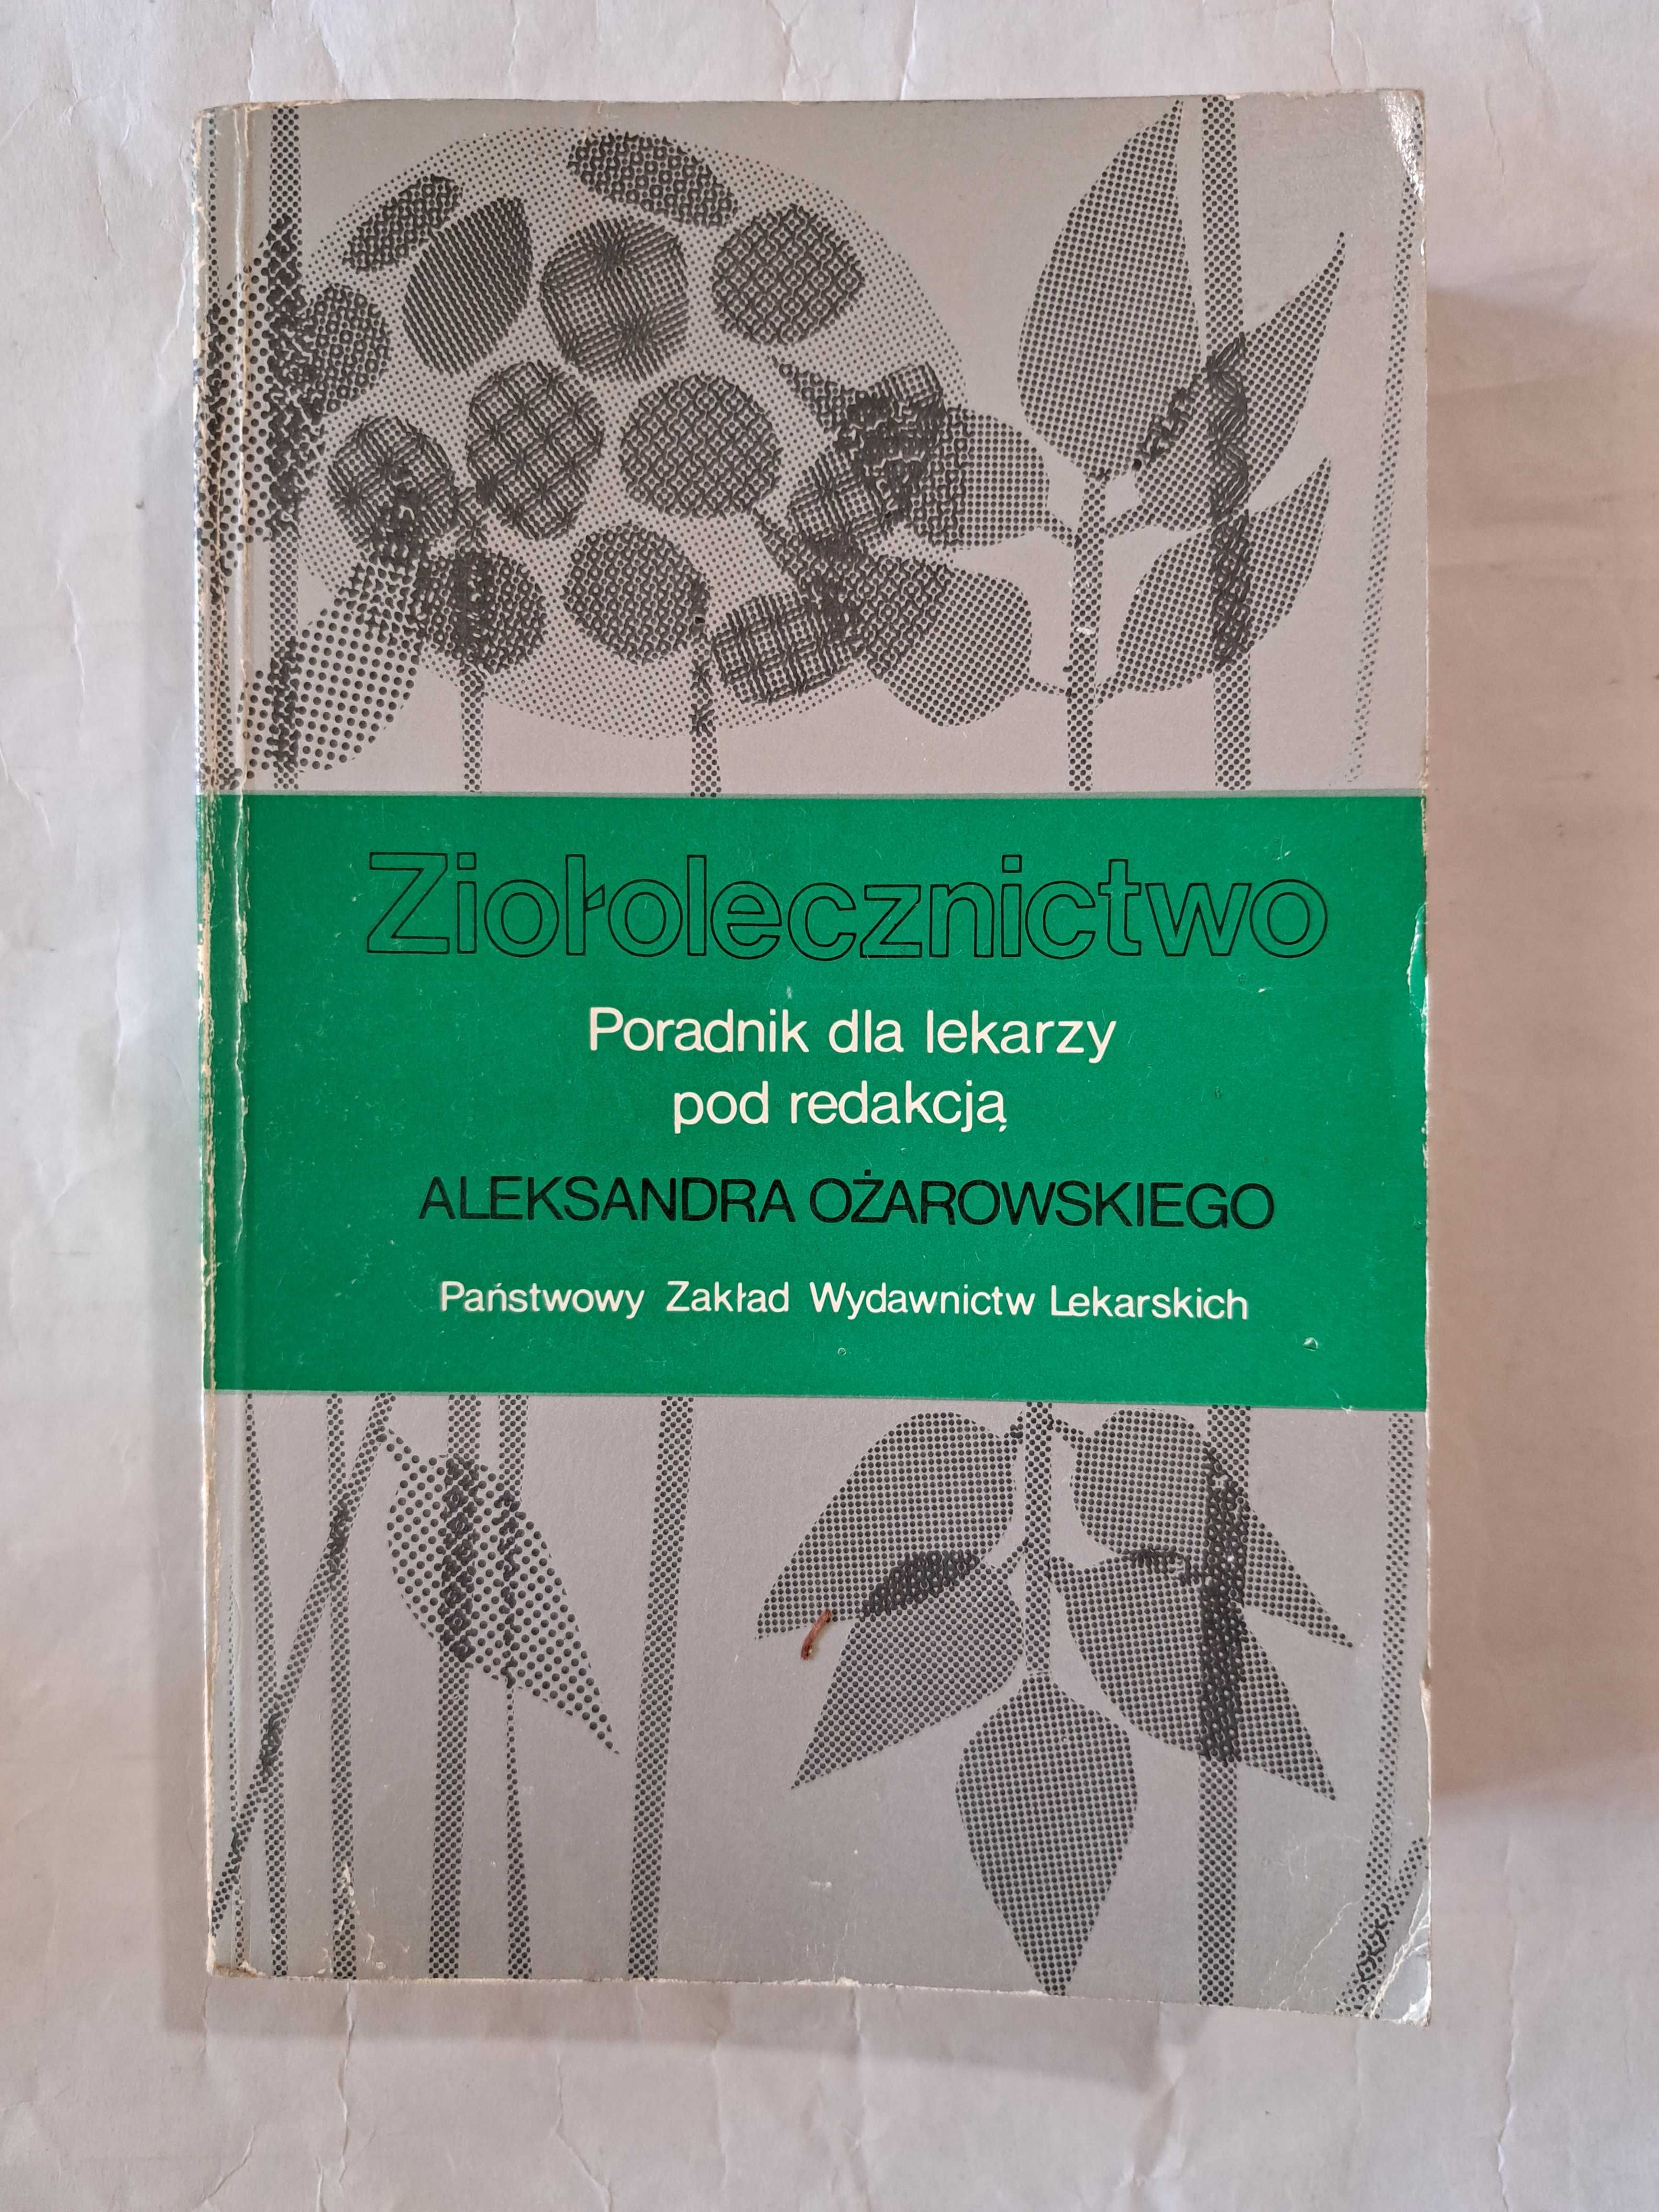 Ziołolecznictwo
Poradnik dla lekarzy
pod redakcją
ALEKSANDRA OŻAROWSKIEGO
Państwowy Zakład Wydawnictw Lekarskich